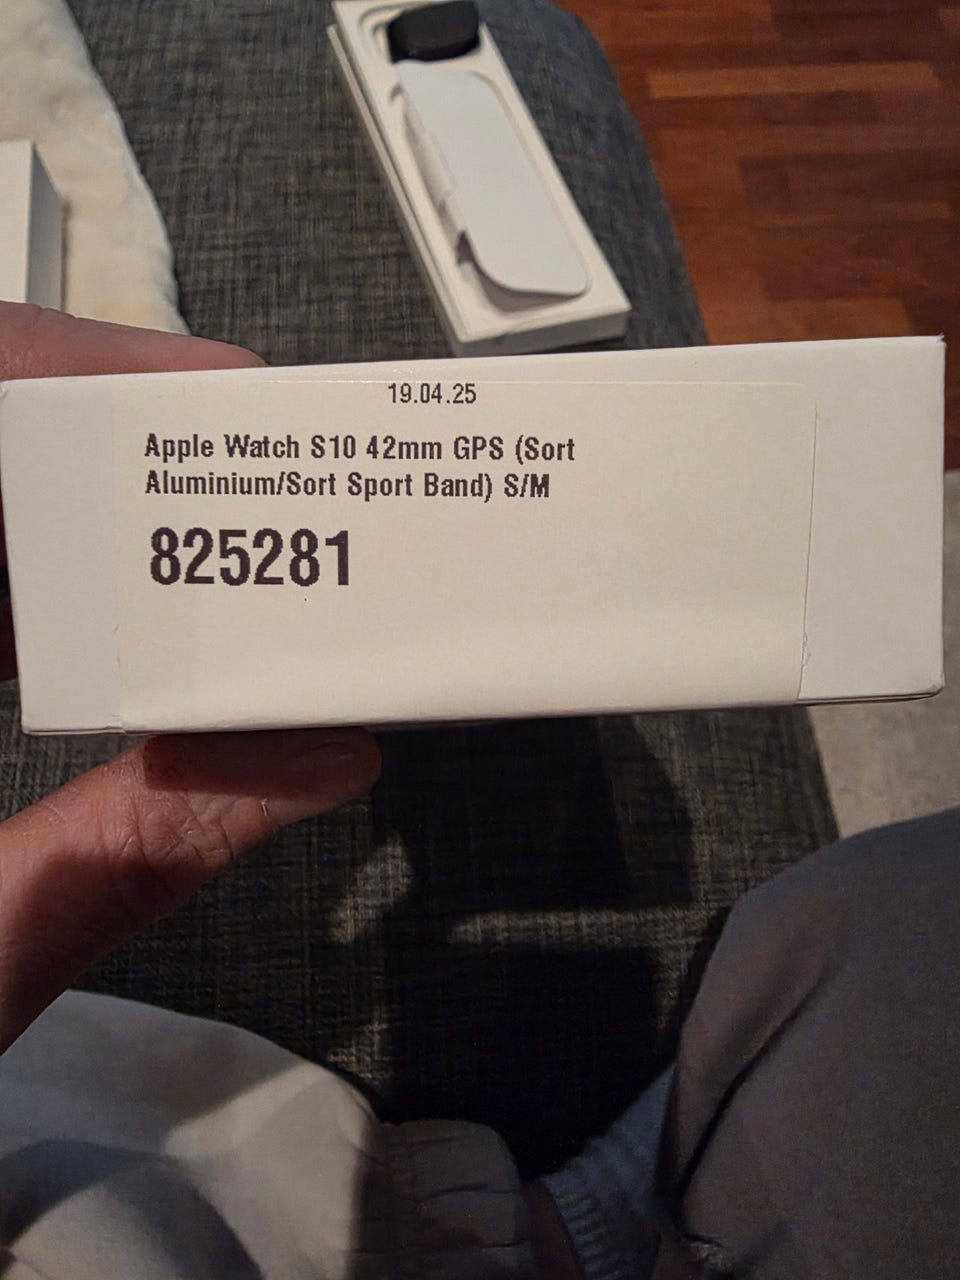 19.04.25
Apple Watch S10 42mm GPS (Sort
Aluminium/Sort Sport Band) S/M
825281